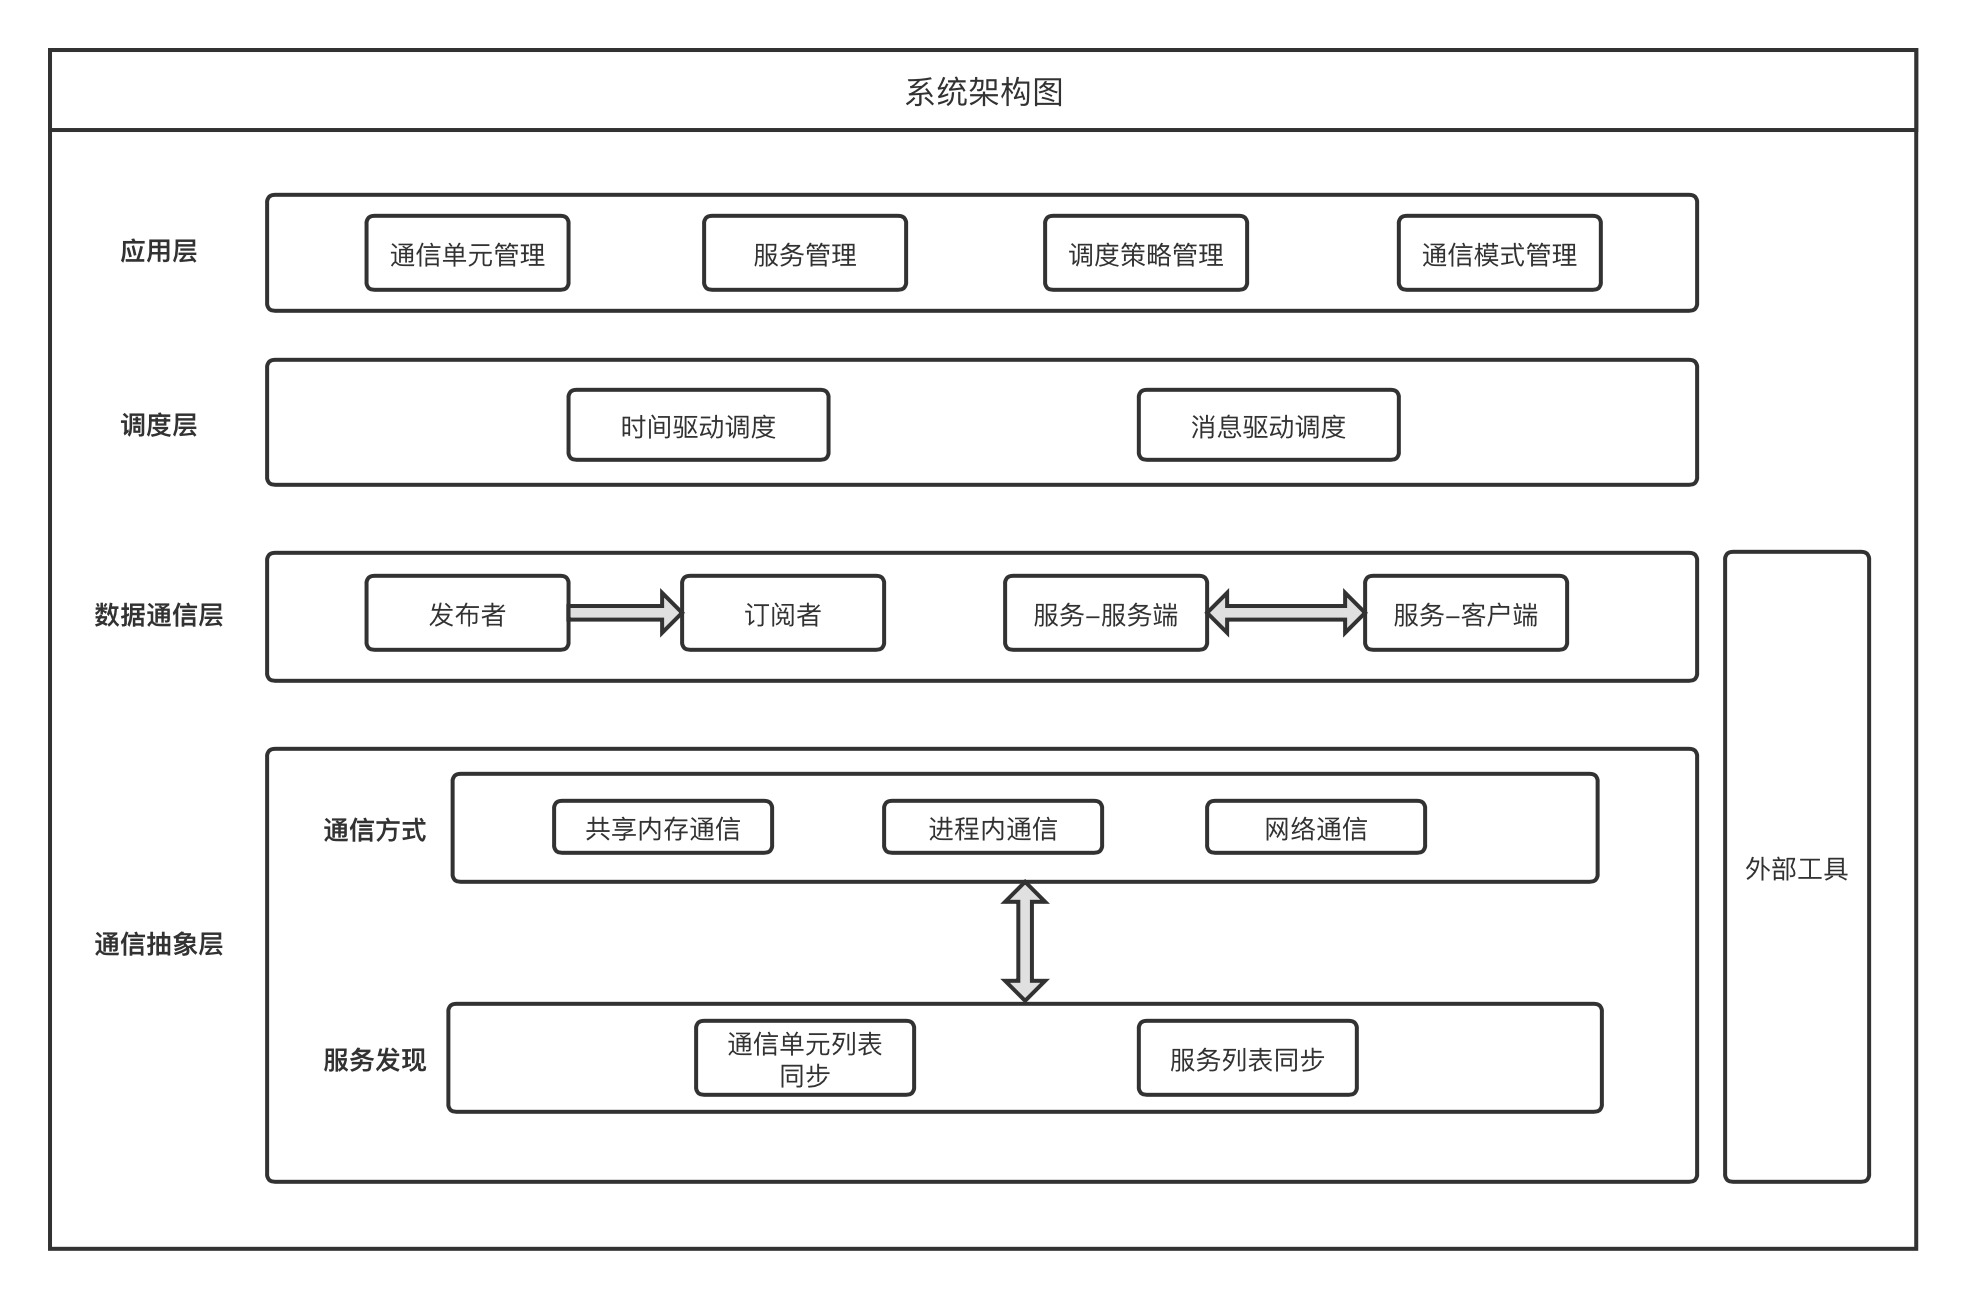 系统架构图
应用层
通信单元管理
服务管理
调度策略管理
通信模式管理
调度层
时间驱动调度
消息驱动调度
数据通信层
发布者
订阅者
服务–服务端
服务–客户端
通信抽象层
通信方式
共享内存通信
进程内通信
网络通信
服务发现
通信单元列表
同步
服务列表同步
外部工具